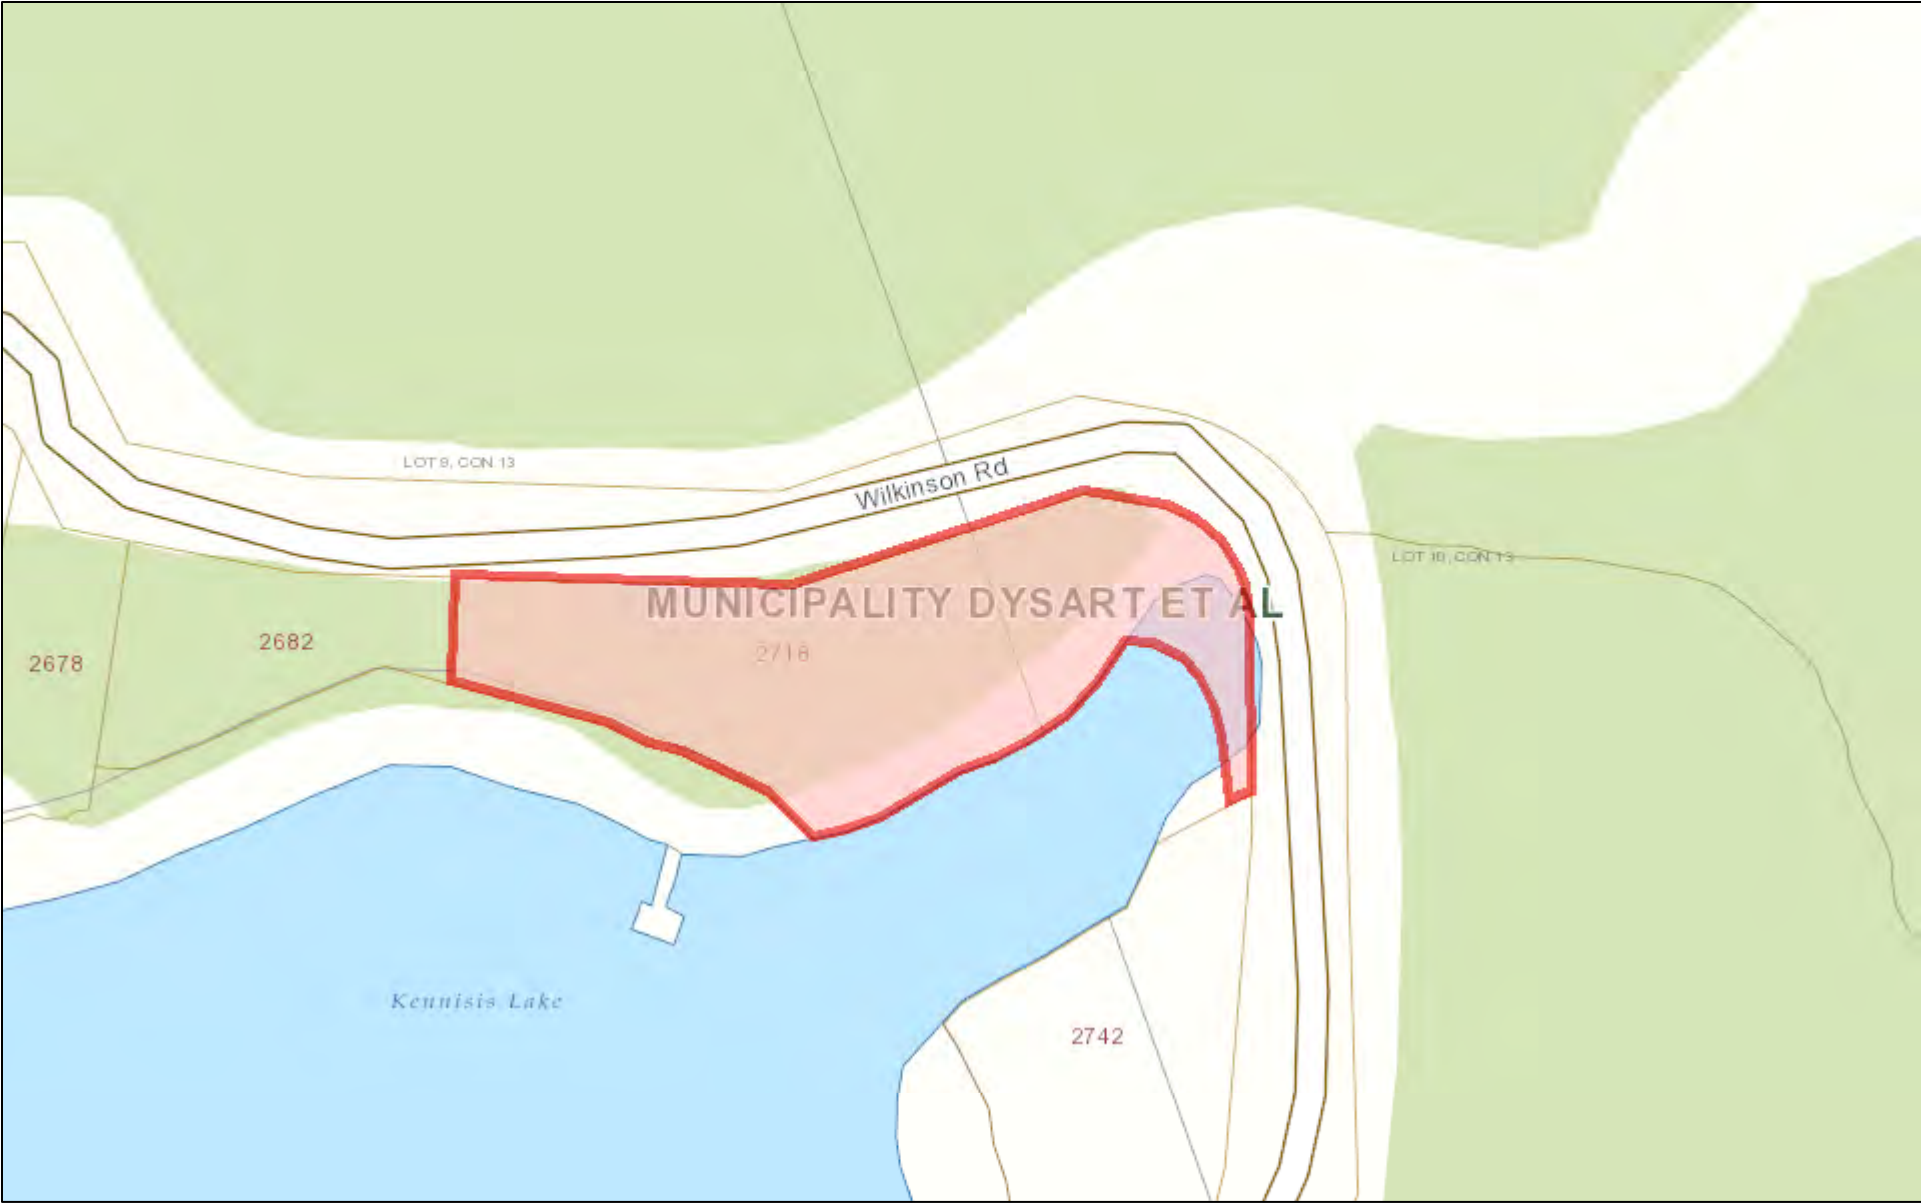 LOT 9, CON 13
Wilkinson Rd
LOT 10, CON 13
MUNICIPALITY DYSART ET AL
2682
2678
2716
Kennisis Lake
2742